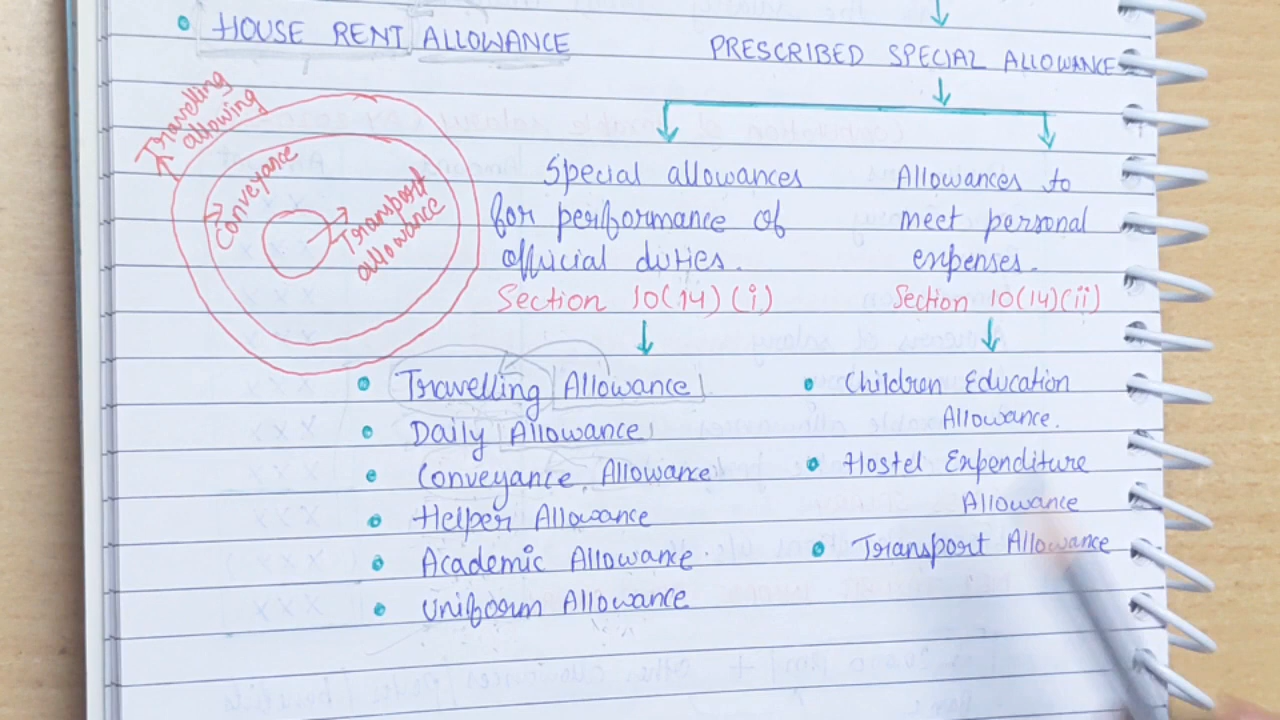 HOUSE RENT ALLOWANCE
PRESCRIBED SPECIAL ALLOWANCE
Travelling
allowing
Conveyance
Transport
allowance
Special allowances
for performance of
official duties.
Section 10(14) (i)
Allowances to
meet personal
expenses.
Section 10(14)(ii)
Travelling Allowance
Daily Allowance
Conveyance Allowance
Helper Allowance
Academic Allowance
Uniform Allowance
Children Education
Allowance.
Hostel Expenditure
Allowance
Transport Allowance